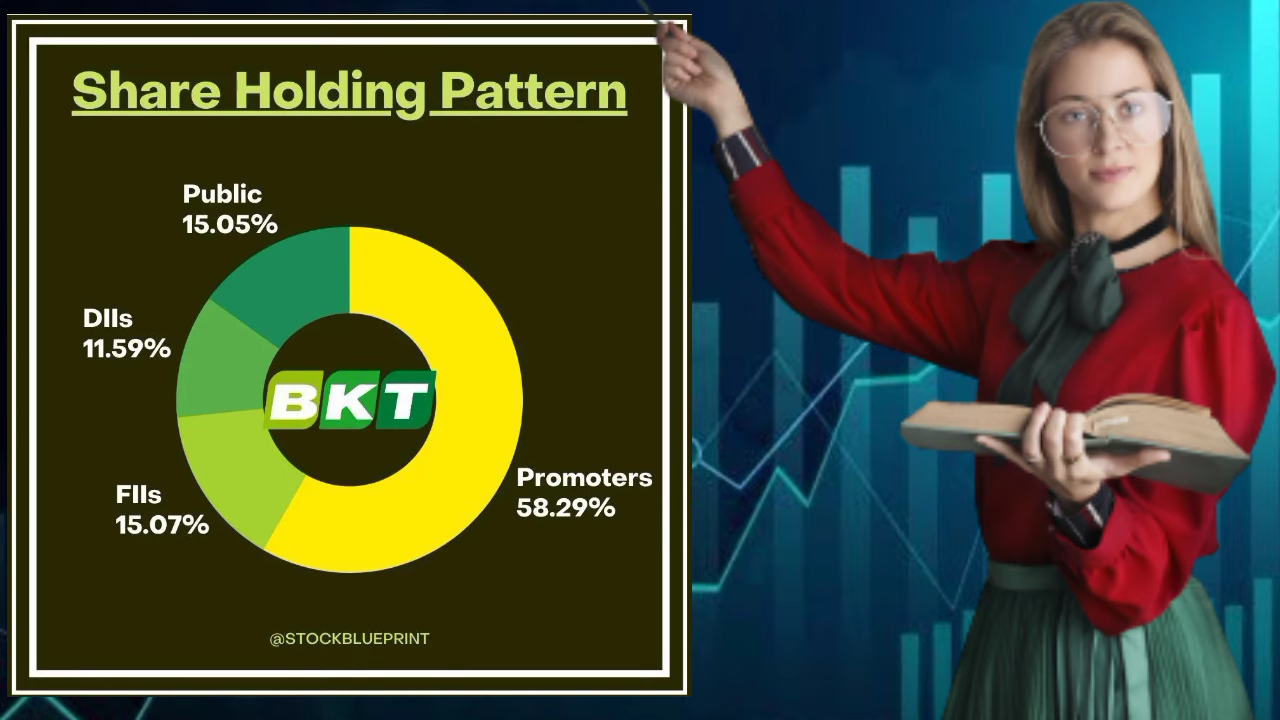 Share Holding Pattern
Public
15.05%
DIIs
11.59%
BKT
FIIs
15.07%
Promoters
58.29%
@STOCKBLUEPRINT